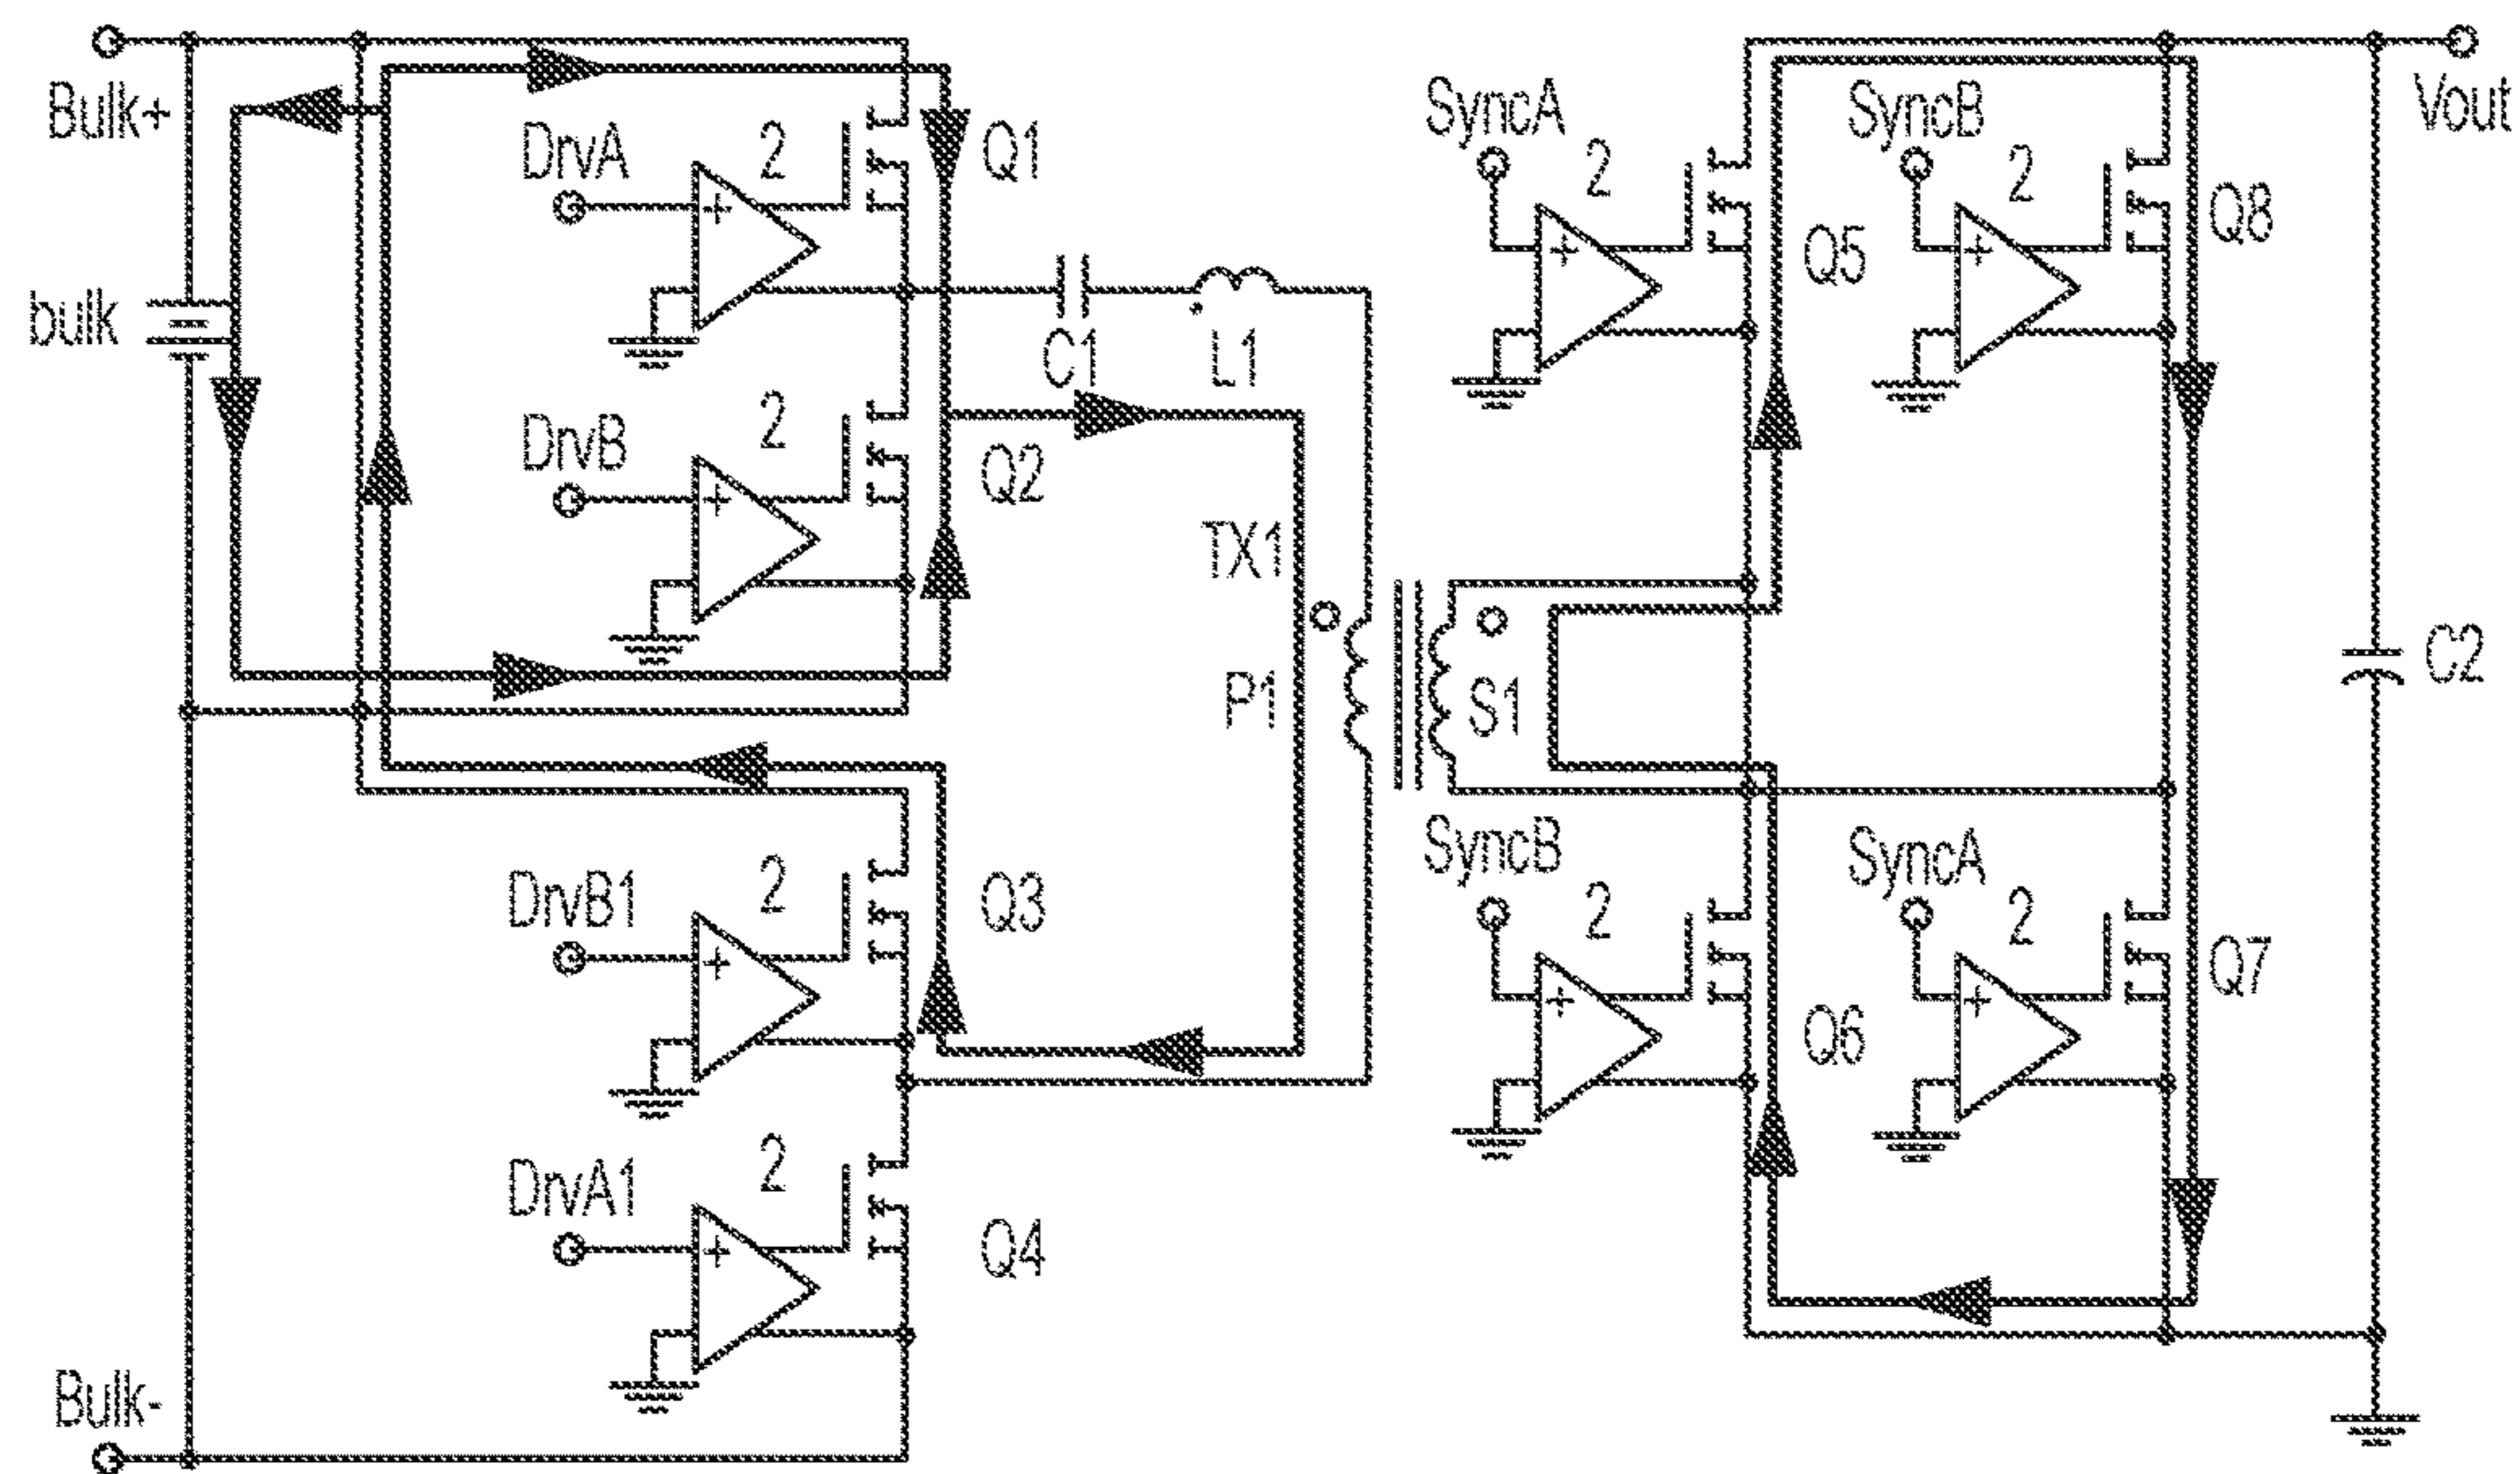 Bulk+
bulk
Bulk-
DrvA
2
Q1
DrvB
2
Q2
C1
L1
TX1
P1
S1
DrvB1
2
Q3
DrvA1
2
Q4
SyncA
2
Q5
SyncB
2
Q8
Vout
C2
SyncB
2
Q6
SyncA
2
Q7
+
+
+
+
+
+
+
+